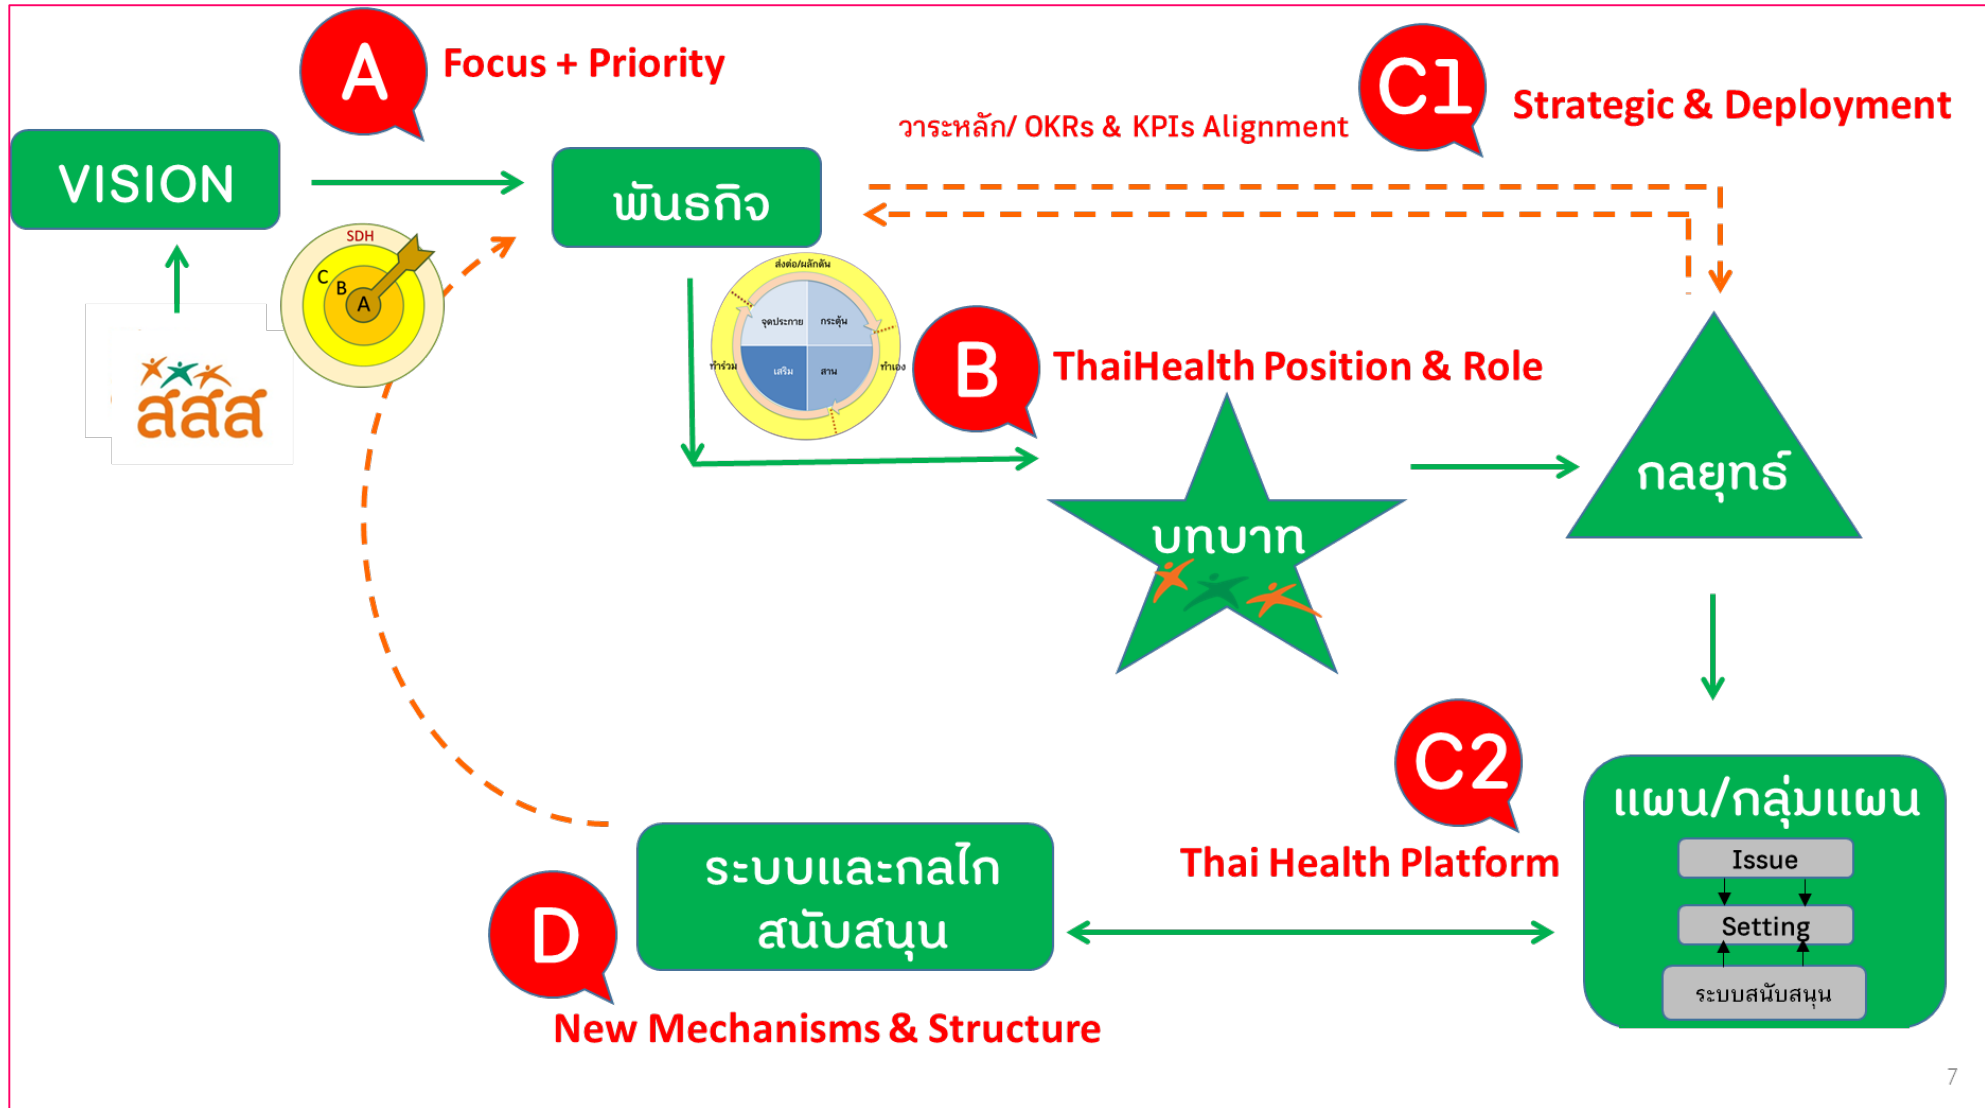 A
Focus + Priority
C1
Strategic & Deployment
วาระหลัก/ OKRs & KPIs Alignment
VISION
พันธกิจ
SDH
C
B
A
สสส
ส่งต่อ/ผลักดัน
จุดประกาย
กระตุ้น
ทำร่วม
เสริม
สาน
ทำเอง
B
ThaiHealth Position & Role
บทบาท
กลยุทธ์
C2
Thai Health Platform
แผน/กลุ่มแผน
Issue
Setting
ระบบสนับสนุน
ระบบและกลไก
สนับสนุน
D
New Mechanisms & Structure
7